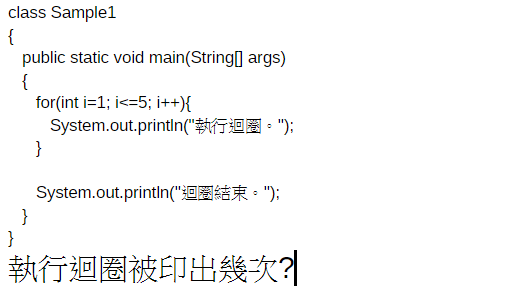 class Sample1
{
public static void main(String[] args)
{
for(int i=1; i<=5; i++){
System.out.println("執行迴圈。");
}
System.out.println("迴圈結束。");
}
}
執行迴圈被印出幾次?